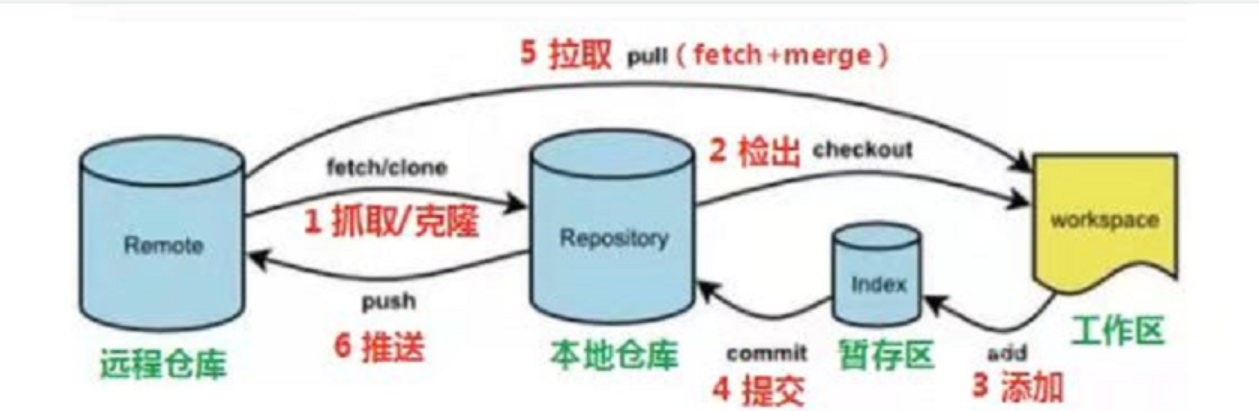 5 拉取 pull (fetch+merge)
fetch/clone
2 检出 checkout
1 抓取/克隆
Remote
Repository
workspace
Index
push
6 推送
远程仓库
本地仓库
commit
4 提交
暂存区
add
3 添加
工作区